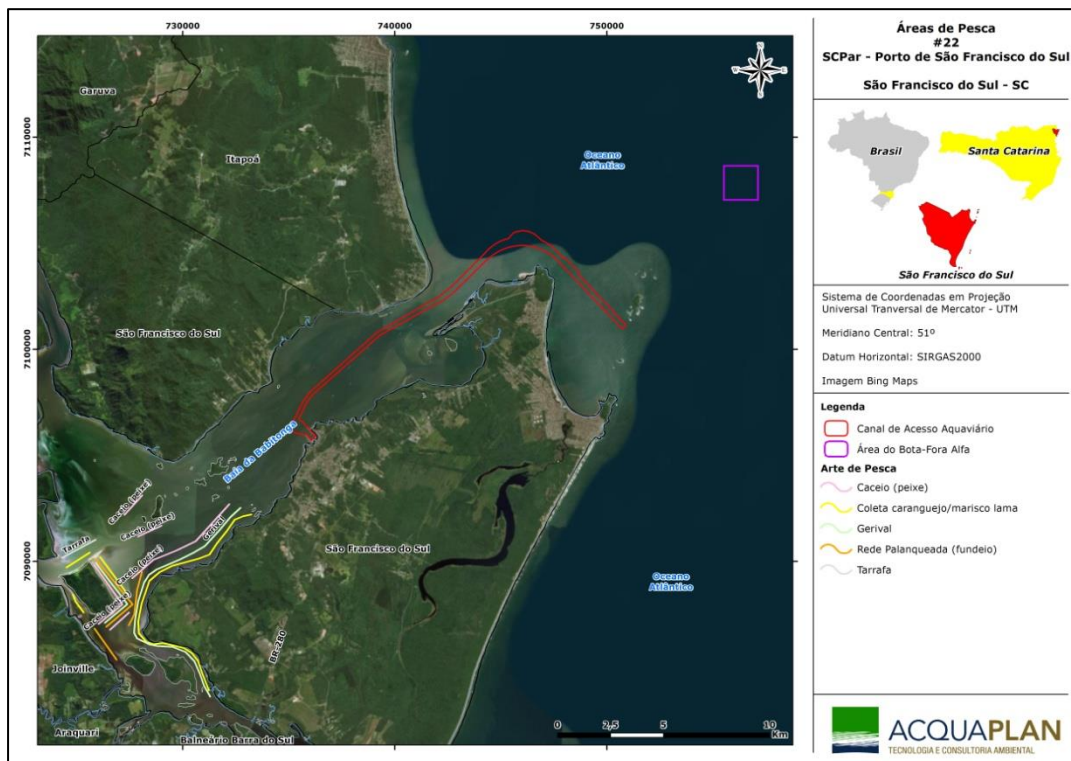 730000
740000
750000
7110000
7100000
7090000
Garuva
Itapoá
Oceano
Atlântico
São Francisco do Sul
Baia da Babitonga
Caceio (peixe)
Caceio (peixe)
Tarrafa
Gerival
Caceio (peixe)
Caceio (peixe)
São Francisco do Sul
Oceano
Atlântico
BR-280
Joinville
Araquari
Balneário Barra do Sul
0 2,5 5 10
Km
Áreas de Pesca
#22
SCPar - Porto de São Francisco do Sul
São Francisco do Sul - SC
Brasil
Santa Catarina
São Francisco do Sul
Sistema de Coordenadas em Projeção
Universal Tranversal de Mercator - UTM
Meridiano Central: 51º
Datum Horizontal: SIRGAS2000
Imagem Bing Maps
Legenda
Canal de Acesso Aquaviário
Área do Bota-Fora Alfa
Arte de Pesca
Caceio (peixe)
Coleta caranguejo/marisco lama
Gerival
Rede Palanqueada (fundeio)
Tarrafa
ACQUAPLAN
TECNOLOGIA E CONSULTORIA AMBIENTAL